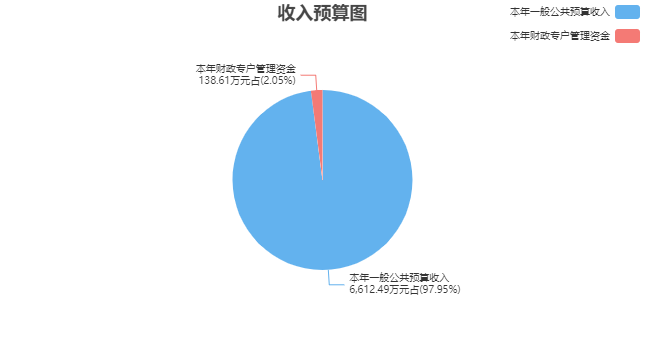 收入预算图
本年一般公共预算收入
本年财政专户管理资金
本年财政专户管理资金
138.61万元占(2.05%)
本年一般公共预算收入
6,612.49万元占(97.95%)